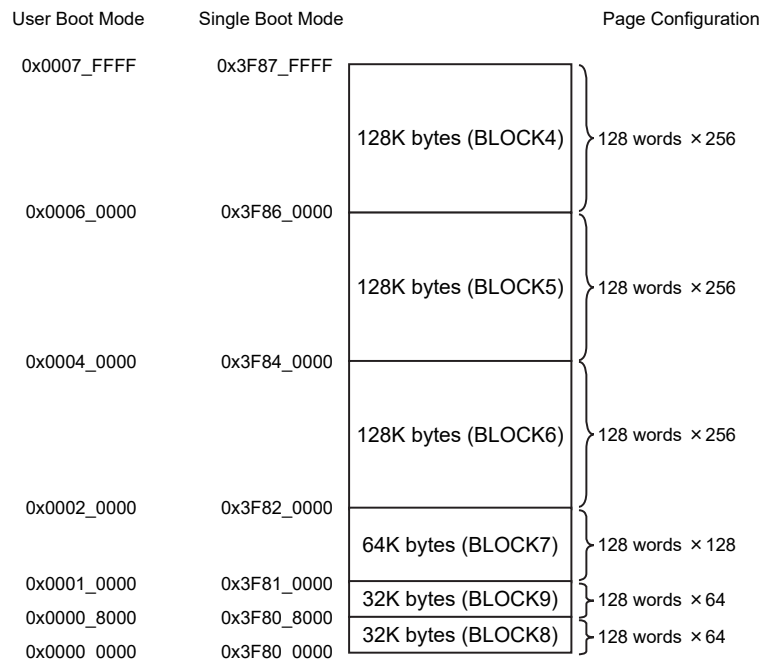 User Boot Mode Single Boot Mode Page Configuration
0x0007_FFFF 0x3F87_FFFF
128K bytes (BLOCK4) 128 words ×256
0x0006_0000 0x3F86_0000
128K bytes (BLOCK5) 128 words ×256
0x0004_0000 0x3F84_0000
128K bytes (BLOCK6) 128 words ×256
0x0002_0000 0x3F82_0000
64K bytes (BLOCK7) 128 words ×128
0x0001_0000 0x3F81_0000
32K bytes (BLOCK9) 128 words ×64
0x0000_8000 0x3F80_8000
32K bytes (BLOCK8) 128 words ×64
0x0000_0000 0x3F80_0000